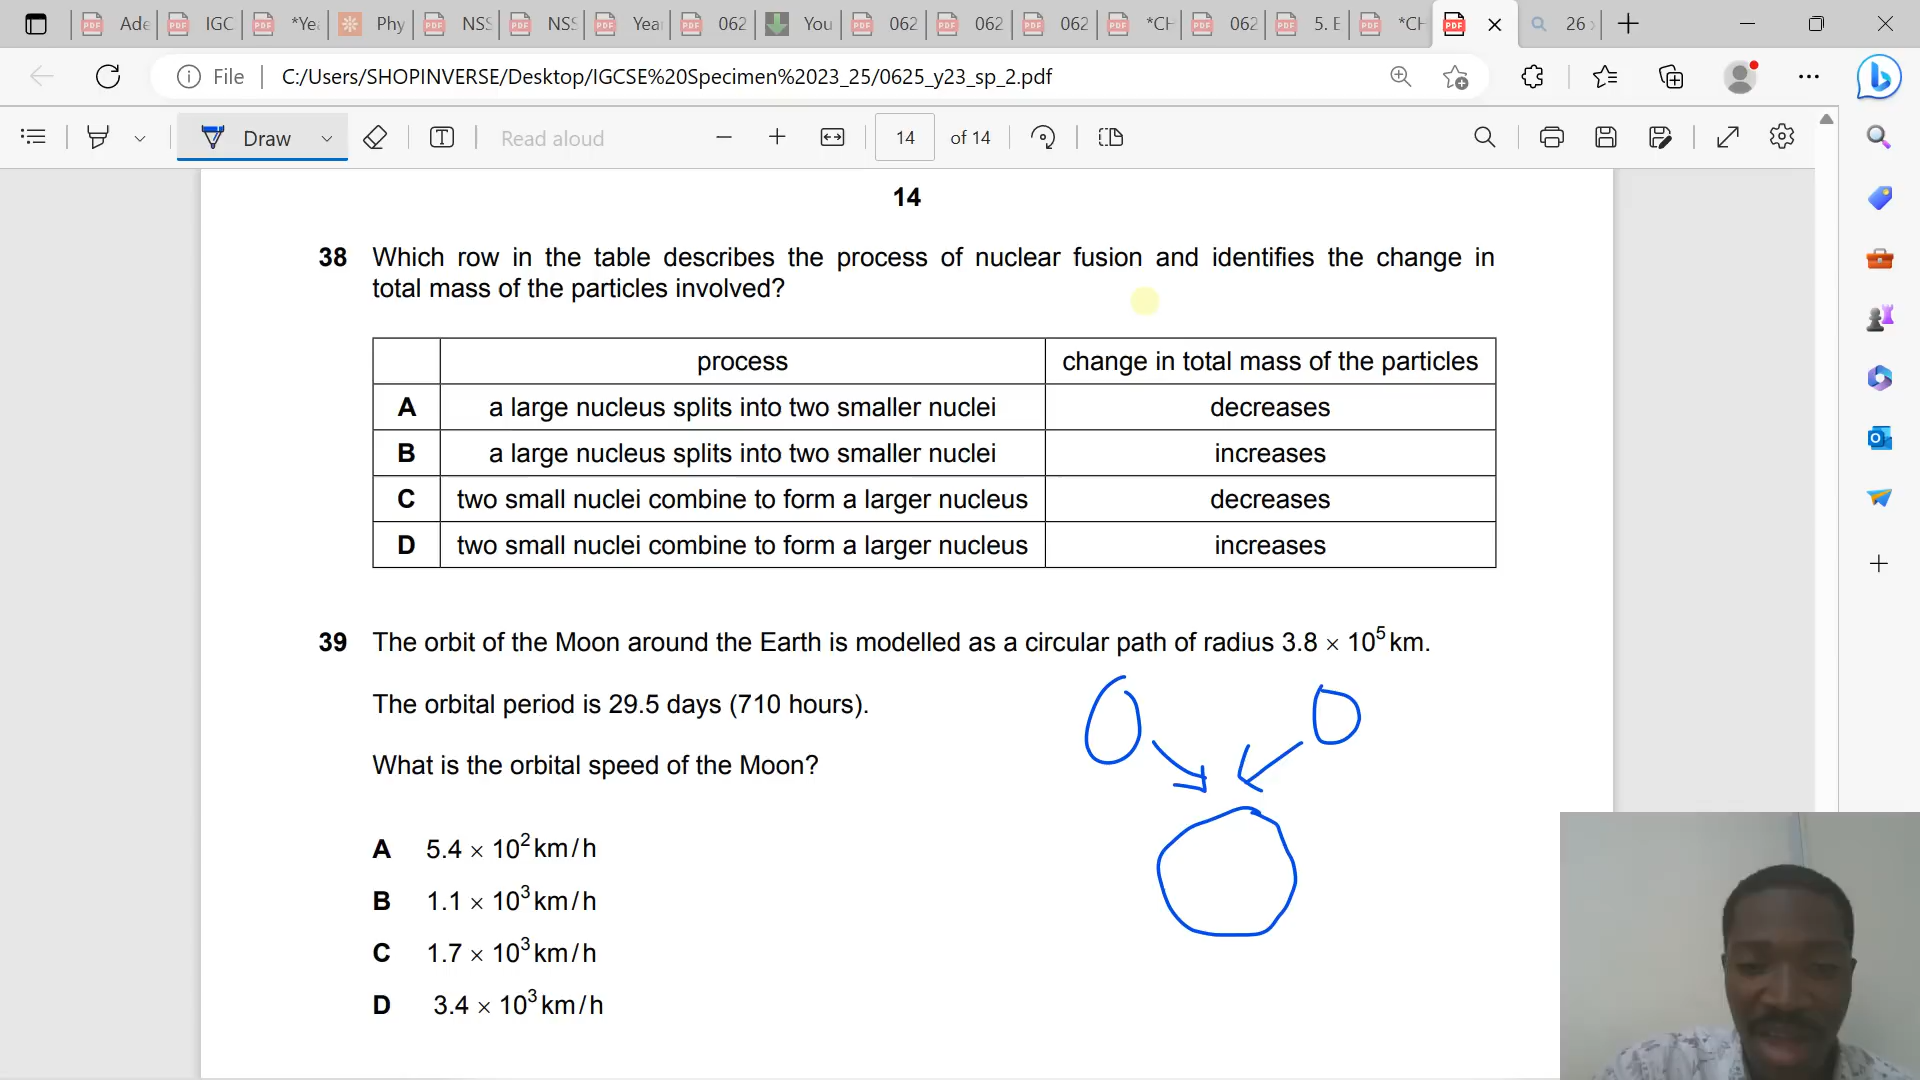 Ade
IGC
*Yea
Phy
NSS
NSS
Year
062
You
062
062
062
*CH
062
5. E
*CH
26
File
C:/Users/SHOPINVERSE/Desktop/IGCSE%20Specimen%2023_25/0625_y23_sp_2.pdf
Draw
Read aloud
14
of 14
14
38 Which row in the table describes the process of nuclear fusion and identifies the change in
total mass of the particles involved?
process change in total mass of the particles
A a large nucleus splits into two smaller nuclei decreases
B a large nucleus splits into two smaller nuclei increases
C two small nuclei combine to form a larger nucleus decreases
D two small nuclei combine to form a larger nucleus increases
39 The orbit of the Moon around the Earth is modelled as a circular path of radius 3.8 × 10⁵ km.
The orbital period is 29.5 days (710 hours).
What is the orbital speed of the Moon?
A 5.4 × 10² km/h
B 1.1 × 10³ km/h
C 1.7 × 10³ km/h
D 3.4 × 10³ km/h